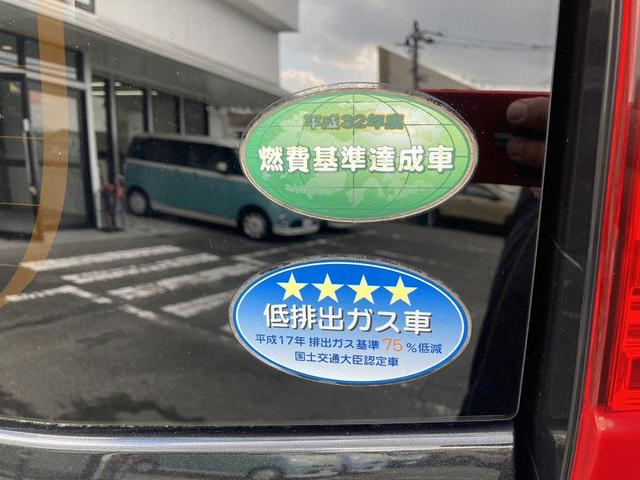 平成32年度
燃費基準達成車
低排出ガス車
平成17年 排出ガス基準 75 %低減
国土交通大臣認定車